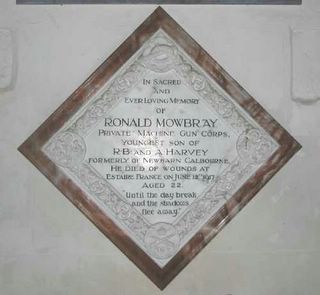 In Sacred
and
Ever Loving Memory
of
Ronald Mowbray
Private Machine Gun Corps,
youngest son of
R·B· and A· Harvey
formerly of Newbarn Calbourne.
He died of wounds at
Estaire France on June 12th 1917
Aged 22.
"Until the day break
and the shadows
flee away."